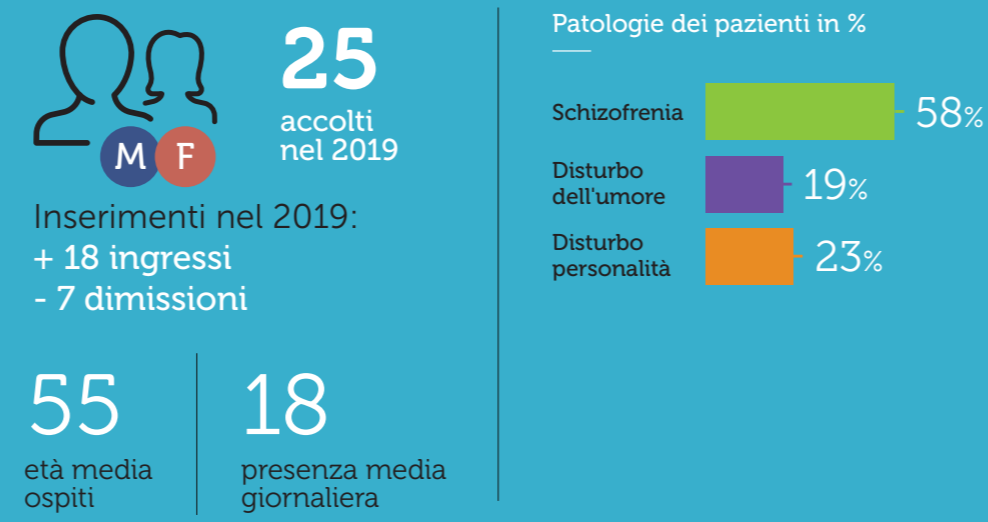 25
accolti
nel 2019
M F
Inserimenti nel 2019:
+ 18 ingressi
- 7 dimissioni
55
età media
ospiti
18
presenza media
giornaliera
Patologie dei pazienti in %
Schizofrenia
58%
Disturbo
dell'umore
19%
Disturbo
personalità
23%